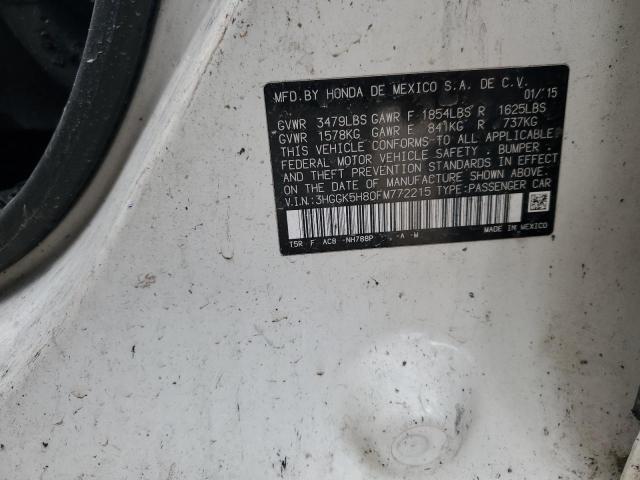 MFD.BY HONDA DE MEXICO S.A. DE C.V.
01/15
GVWR 3479LBS GAWR F 1854LBS R 1625LBS
GVWR 1578KG GAWR F 841KG R 737KG
THIS VEHICLE CONFORMS TO ALL APPLICABLE
FEDERAL MOTOR VEHICLE SAFETY, BUMPER,
AND THEFT PREVENTION STANDARDS IN EFFECT
ON THE DATE OF MANUFACTURE SHOWN ABOVE.
V.I.N.:3HGGK5H80FM772215 TYPE:PASSENGER CAR
T5R F AC8 -NH788P -A -M
MADE IN MEXICO